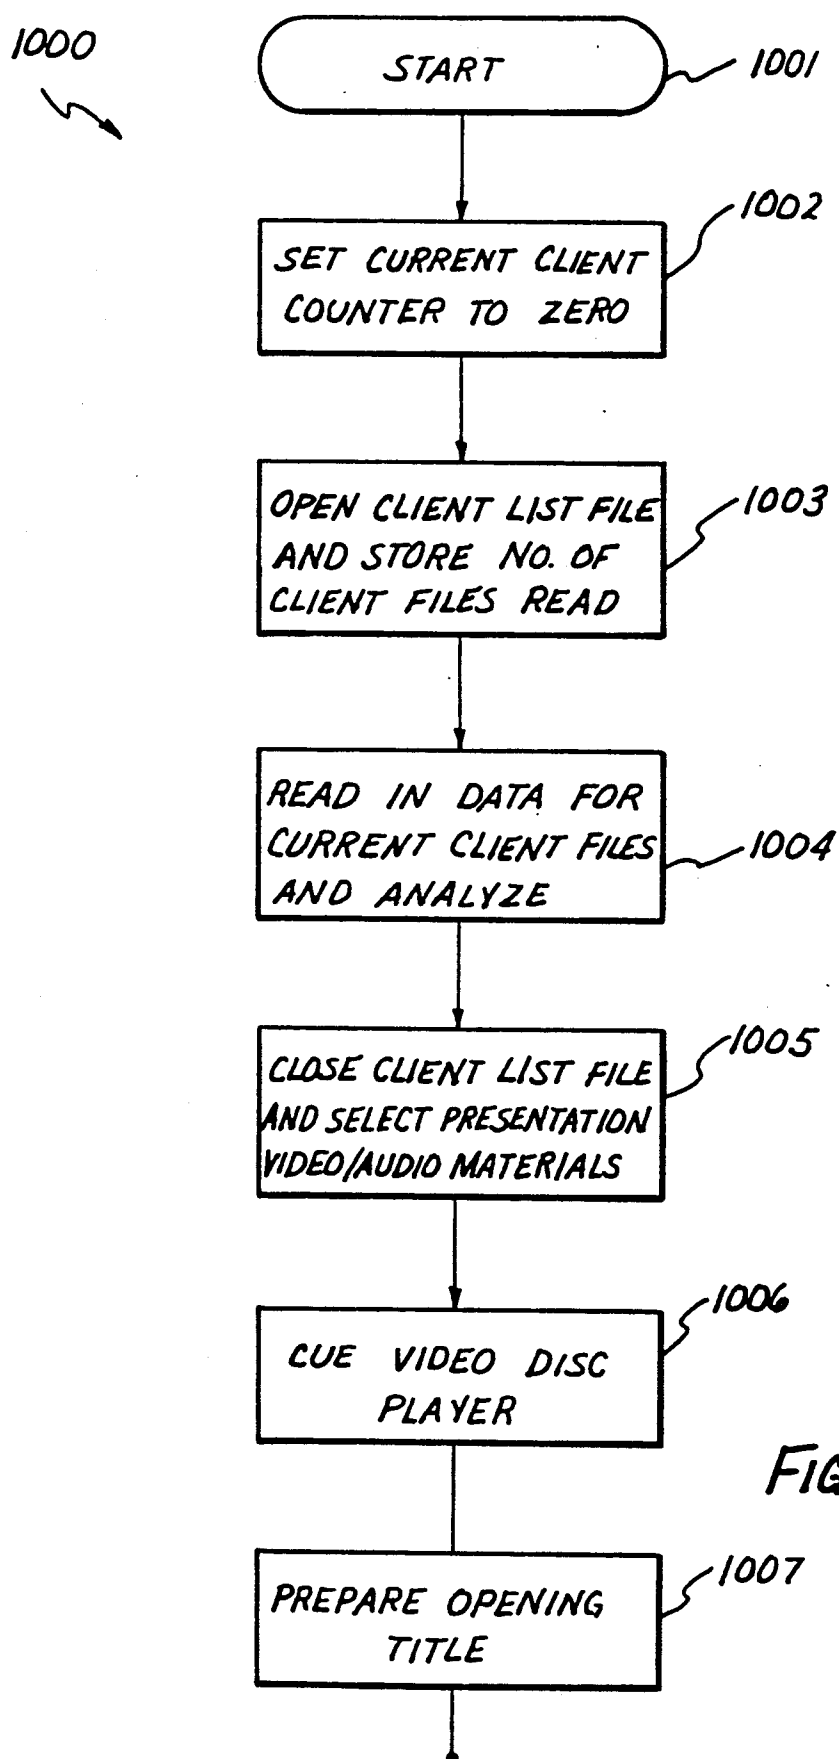 1000
START
1001
1002
SET CURRENT CLIENT
COUNTER TO ZERO
1003
OPEN CLIENT LIST FILE
AND STORE NO. OF
CLIENT FILES READ
READ IN DATA FOR
CURRENT CLIENT FILES
AND ANALYZE
1004
1005
CLOSE CLIENT LIST FILE
AND SELECT PRESENTATION
VIDEO/AUDIO MATERIALS
1006
CUE VIDEO DISC
PLAYER
FIG
1007
PREPARE OPENING
TITLE